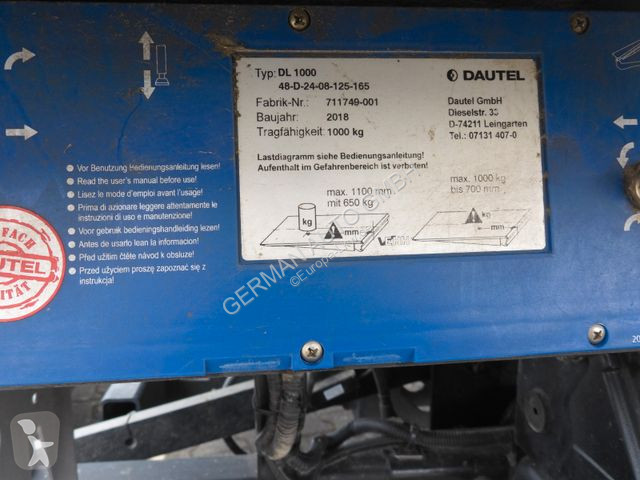 Typ: DL 1000
48-D-24-08-125-165
Fabrik-Nr.: 711749-001
Baujahr: 2018
Tragfähigkeit: 1000 kg
DAUTEL
Dautel GmbH
Dieselstr. 33
D-74211 Leingarten
Tel.: 07131 407-0
Lastdiagramm siehe Bedienungsanleitung!
Aufenthalt im Gefahrenbereich ist verboten!
max. 1100 mm
mit 650 kg
kg
mm
max. 1000 kg
bis 700 mm
kg
mm
Vor Benutzung Bedienungsanleitung lesen!
Read the user's manual before use!
Lisez le mode d'emploi avant l'usage!
Prima di azionare leggere attentamente le
instruzioni di uso e manutenzione!
Voor gebruik bedieningshandleiding lezen!
Antes de usarlo lean la informacion!
Před užitím čtěte návod k obsluze!
Przed użyciem proszę zapoznać się z
instrukcja!
FACH
DAUTEL
ITÄT
20